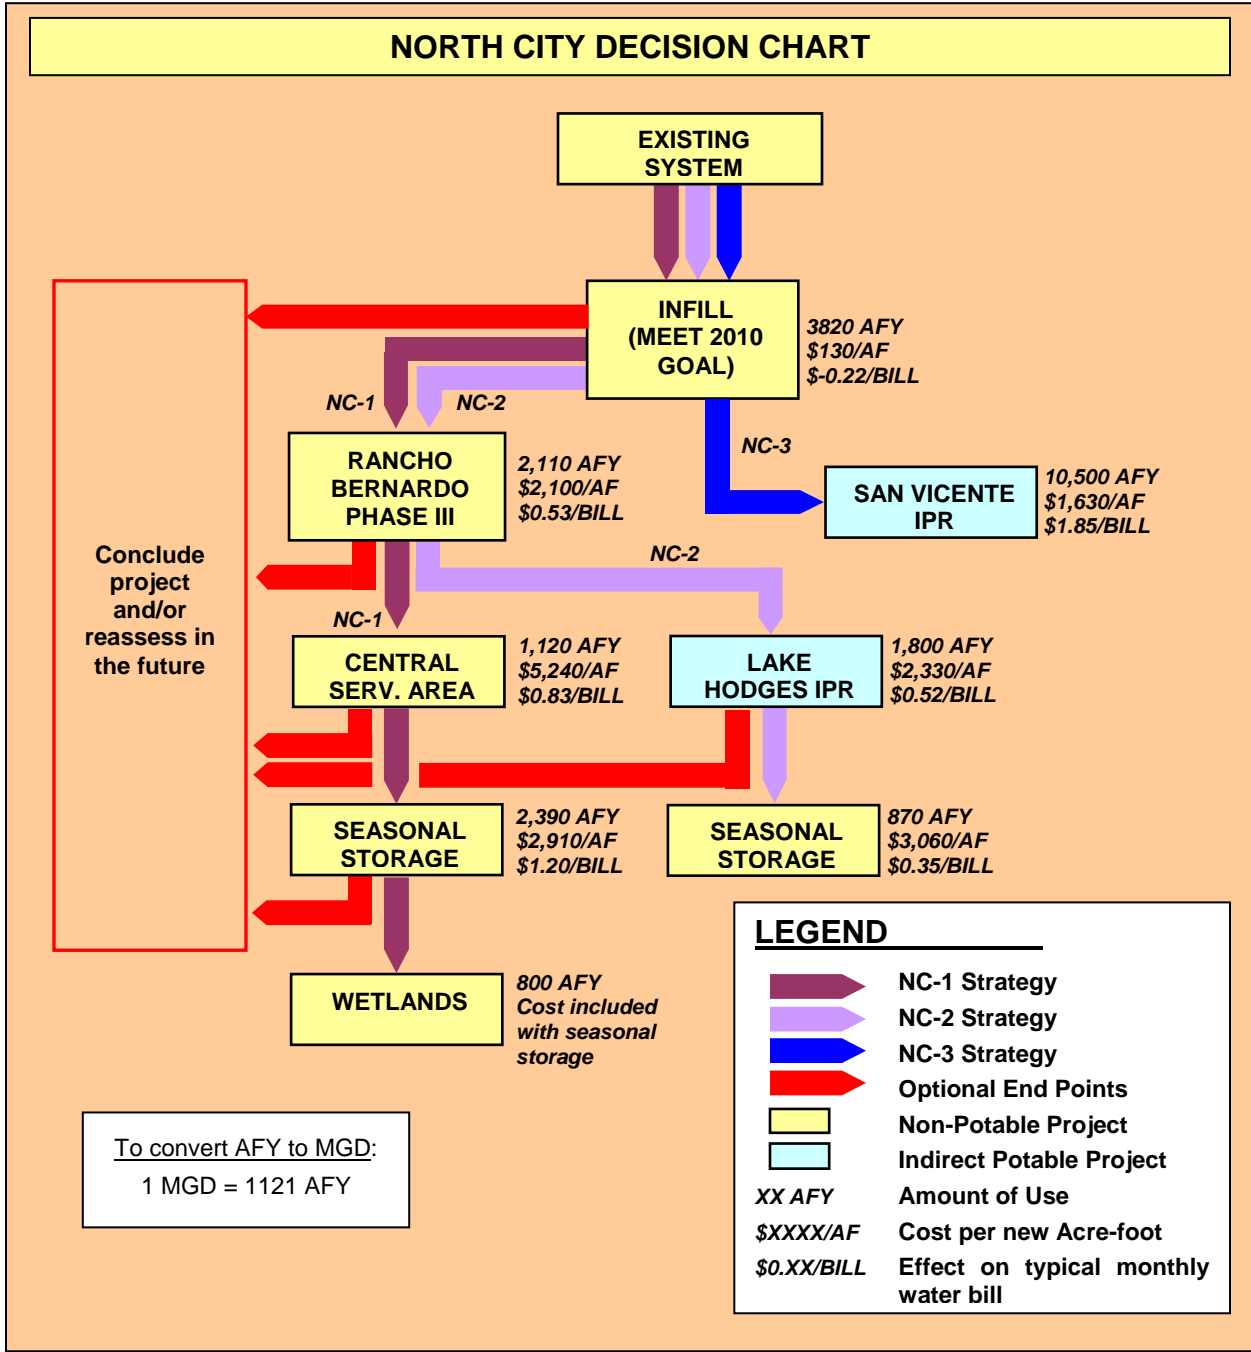 NORTH CITY DECISION CHART
EXISTING
SYSTEM
INFILL
(MEET 2010
GOAL)
3820 AFY
$130/AF
$-0.22/BILL
NC-1
NC-2
NC-3
RANCHO
BERNARDO
PHASE III
2,110 AFY
$2,100/AF
$0.53/BILL
SAN VICENTE
IPR
10,500 AFY
$1,630/AF
$1.85/BILL
Conclude
project
and/or
reassess in
the future
NC-2
NC-1
CENTRAL
SERV. AREA
1,120 AFY
$5,240/AF
$0.83/BILL
LAKE
HODGES IPR
1,800 AFY
$2,330/AF
$0.52/BILL
SEASONAL
STORAGE
2,390 AFY
$2,910/AF
$1.20/BILL
SEASONAL
STORAGE
870 AFY
$3,060/AF
$0.35/BILL
WETLANDS
800 AFY
Cost included
with seasonal
storage
LEGEND
NC-1 Strategy
NC-2 Strategy
NC-3 Strategy
Optional End Points
Non-Potable Project
Indirect Potable Project
XX AFY Amount of Use
$XXXX/AF Cost per new Acre-foot
$0.XX/BILL Effect on typical monthly
water bill
To convert AFY to MGD:
1 MGD = 1121 AFY